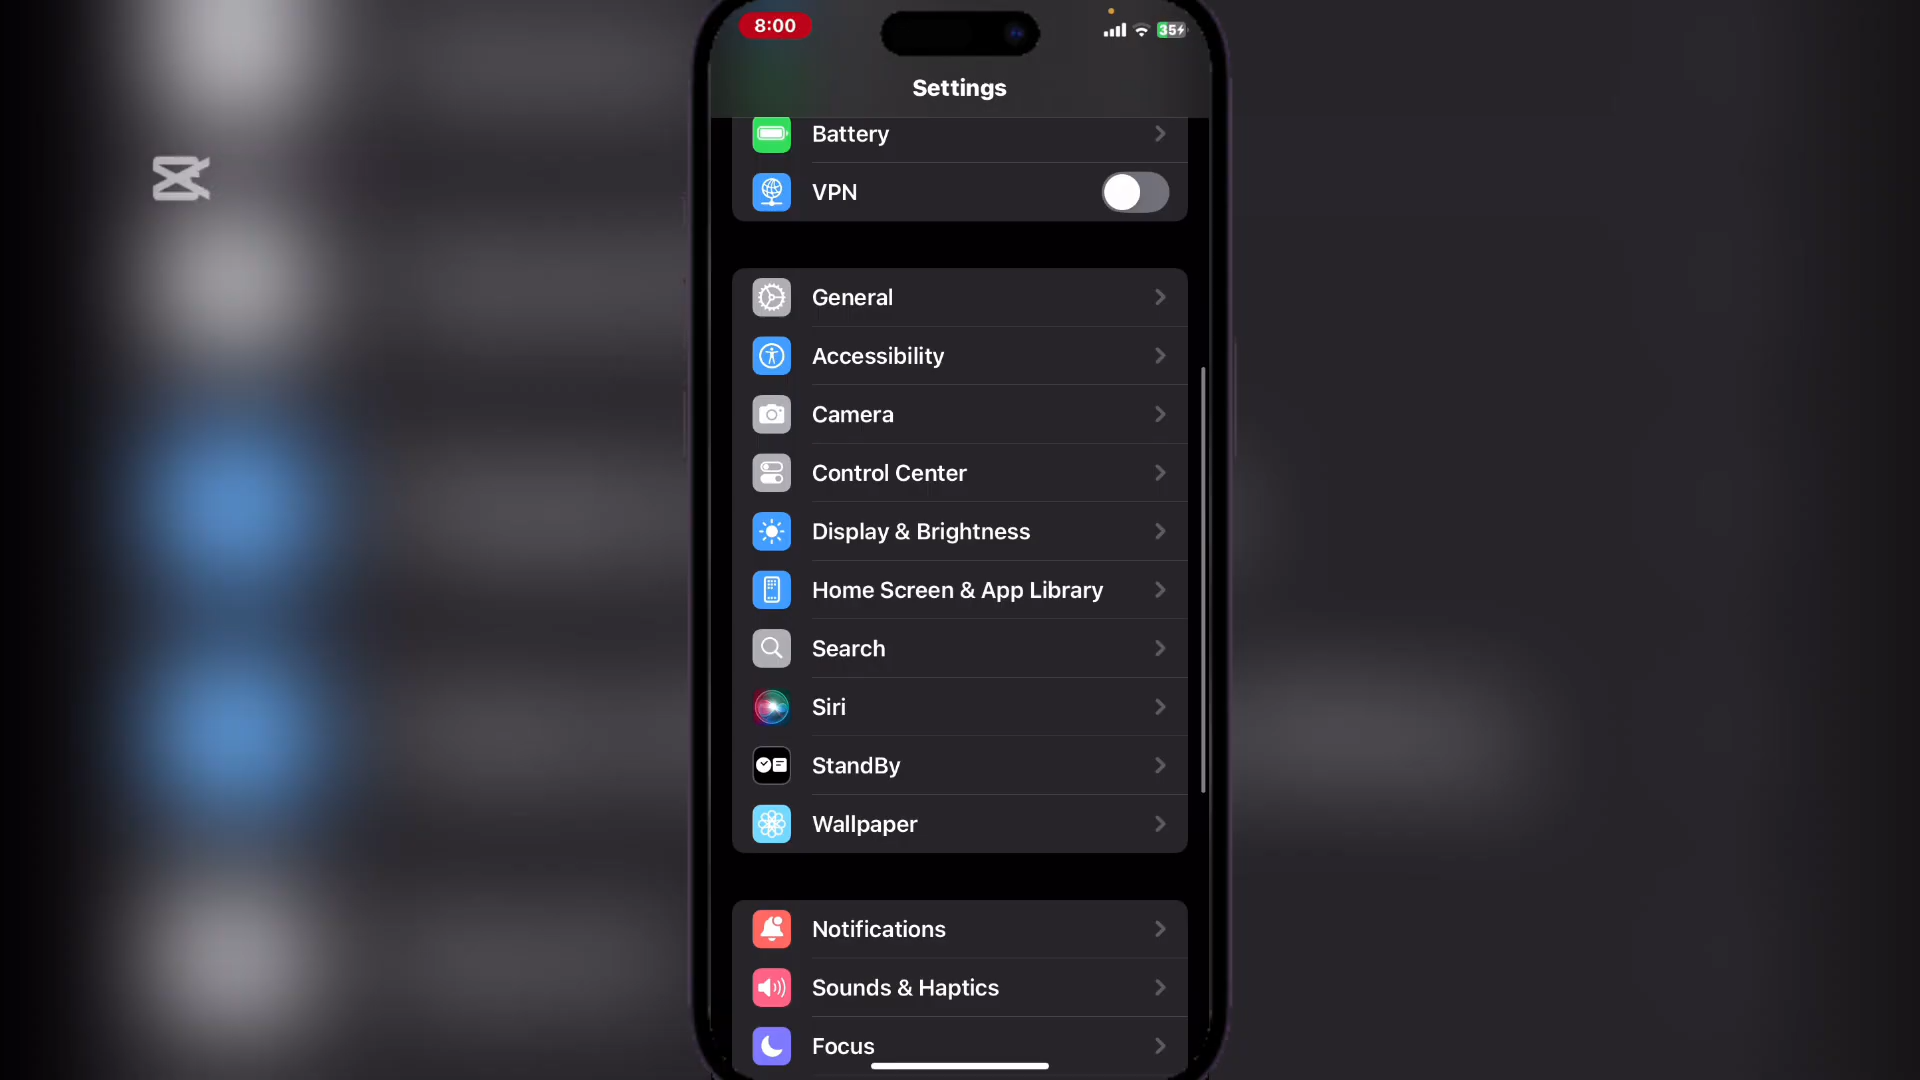 8:00
35
Settings
Battery
VPN
General
Accessibility
Camera
Control Center
Display & Brightness
Home Screen & App Library
Search
Siri
StandBy
Wallpaper
Notifications
Sounds & Haptics
Focus